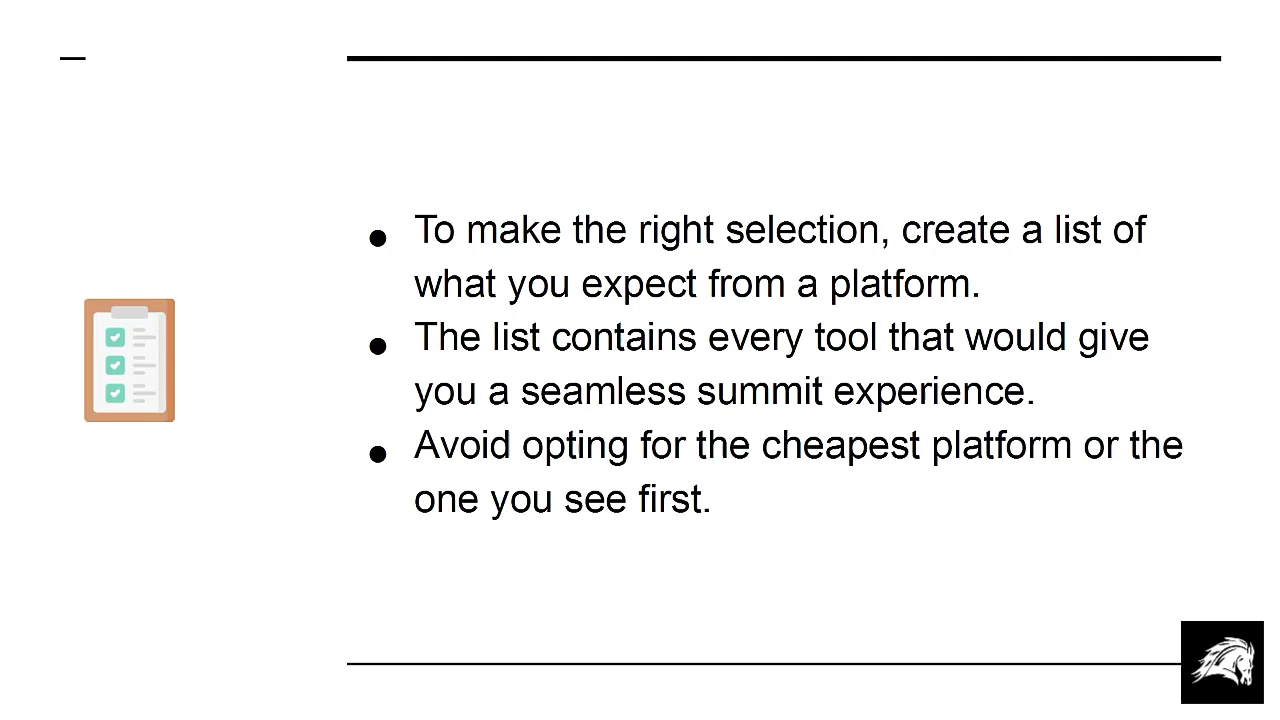 ● To make the right selection, create a list of
what you expect from a platform.
● The list contains every tool that would give
you a seamless summit experience.
● Avoid opting for the cheapest platform or the
one you see first.